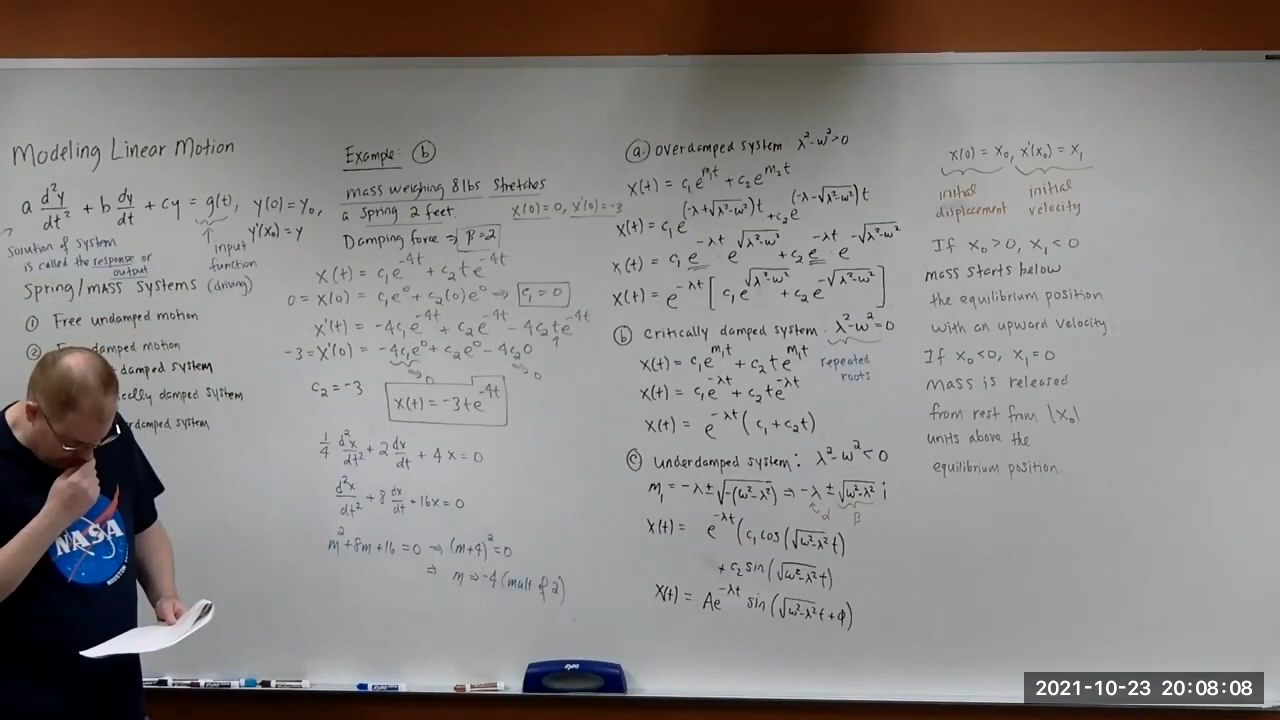 Modeling Linear Motion
a d²y/dt² + b dy/dt + cy = g(t), y(0) = y₀,
y'(x₀) = y
solution of system
is called the response or
output
input
function
(driving)
Spring/mass systems
① Free undamped motion
② damped motion
damped system
cally damped system
damped system
NASA
Example: ⓑ
mass weighing 8 lbs stretches
a spring 2 feet. x(0)=0, x'(0)=-3
Damping force ⇒ β=2
x(t) = c₁e^{-4t} + c₂te^{-4t}
0 = x(0) = c₁e⁰ + c₂(0)e⁰ ⇒ c₁ = 0
x'(t) = -4c₁e^{-4t} + c₂e^{-4t} - 4c₂te^{-4t}
-3 = x'(0) = -4c₁e⁰ + c₂e⁰ - 4c₂0
0 0
c₂ = -3
x(t) = -3te^{-4t}
1/4 d²x/dt² + 2 dx/dt + 4x = 0
d²x/dt² + 8 dx/dt + 16x = 0
m² + 8m + 16 = 0 ⇒ (m+4)² = 0
⇒ m = -4 (mult of 2)
ⓐ overdamped system λ²-ω²>0
x(t) = c₁e^{m₁t} + c₂e^{m₂t}
x(t) = c₁e^{(-λ+√(λ²-ω²))t} + c₂e^{(-λ-√(λ²-ω²))t}
x(t) = c₁e^{-λt} e^{√(λ²-ω²)} + c₂e^{-λt} e^{-√(λ²-ω²)}
x(t) = e^{-λt} [c₁e^{√(λ²-ω²)} + c₂e^{-√(λ²-ω²)}]
ⓑ critically damped system λ²-ω²=0
repeated
roots
x(t) = c₁e^{m₁t} + c₂te^{m₁t}
x(t) = c₁e^{-λt} + c₂te^{-λt}
x(t) = e^{-λt}(c₁ + c₂t)
ⓒ underdamped system: λ²-ω²<0
m₁ = -λ±√(-(ω²-λ²)) ⇒ -λ ± √(ω²-λ²) i
α β
x(t) = e^{-λt}(c₁cos(√(ω²-λ²)t)
+ c₂sin(√(ω²-λ²)t)
x(t) = Ae^{-λt} sin(√(ω²-λ²)t+ϕ)
x(0) = x₀, x'(x₀) = x₁
initial initial
displacement velocity
If x₀>0, x₁<0
mass starts below
the equilibrium position
with an upward velocity
If x₀<0, x₁=0
mass is released
from rest from |x₀|
units above the
equilibrium position.
expo
2021-10-23 20:08:08